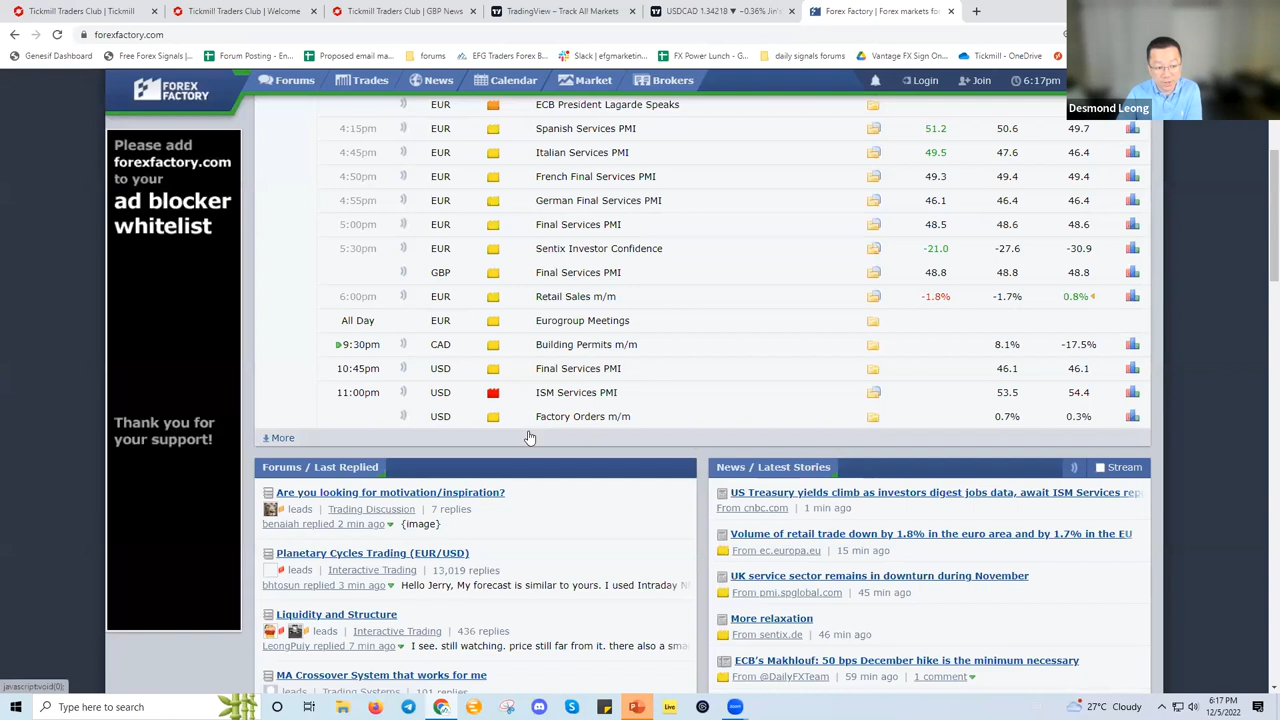 Tickmill Traders Club | Tickmill
Tickmill Traders Club | Welcome
Tickmill Traders Club | GBP News
TradingView – Track All Markets
USDCAD 1.34218 ▼ −0.36% Jin's
Forex Factory | Forex markets for
forexfactory.com
Genesif Dashboard
Free Forex Signals |
Forum Posting - En...
Proposed email ma...
forums
EFG Traders Forex B...
Slack | efgmarketing...
FX Power Lunch - G...
daily signals forums
Vantage FX Sign On...
Tickmill - OneDrive
Desmond Leong
FOREX FACTORY
Forums
Trades
News
Calendar
Market
Brokers
Login
Join
6:17pm
Please add
forexfactory.com
to your
ad blocker
whitelist
Thank you for
your support!
EUR ECB President Lagarde Speaks
4:15pm EUR Spanish Services PMI 51.2 50.6 49.7
4:45pm EUR Italian Services PMI 49.5 47.6 46.4
4:50pm EUR French Final Services PMI 49.3 49.4 49.4
4:55pm EUR German Final Services PMI 46.1 46.4 46.4
5:00pm EUR Final Services PMI 48.5 48.6 48.6
5:30pm EUR Sentix Investor Confidence -21.0 -27.6 -30.9
GBP Final Services PMI 48.8 48.8 48.8
6:00pm EUR Retail Sales m/m -1.8% -1.7% 0.8%
All Day EUR Eurogroup Meetings
9:30pm CAD Building Permits m/m 8.1% -17.5%
10:45pm USD Final Services PMI 46.1 46.1
11:00pm USD ISM Services PMI 53.5 54.4
USD Factory Orders m/m 0.7% 0.3%
More
Forums / Last Replied
Are you looking for motivation/inspiration?
leads | Trading Discussion | 7 replies
benaiah replied 2 min ago {image}
Planetary Cycles Trading (EUR/USD)
leads | Interactive Trading | 13,019 replies
bhtosun replied 3 min ago Hello Jerry, My forecast is similar to yours. I used Intraday
Liquidity and Structure
leads | Interactive Trading | 436 replies
LeongPuiy replied 7 min ago I see. still watching. price still far from it. there also a sma
MA Crossover System that works for me
leads | Trading Systems | 101 replies
News / Latest Stories
Stream
US Treasury yields climb as investors digest jobs data, await ISM Services rep
From cnbc.com | 1 min ago
Volume of retail trade down by 1.8% in the euro area and by 1.7% in the EU
From ec.europa.eu | 15 min ago
UK service sector remains in downturn during November
From pmi.spglobal.com | 45 min ago
More relaxation
From sentix.de | 46 min ago
ECB's Makhlouf: 50 bps December hike is the minimum necessary
From @DailyFXTeam | 59 min ago | 1 comment
javascript:void(0);
Type here to search
Live
27°C Cloudy
6:17 PM
12/5/2022